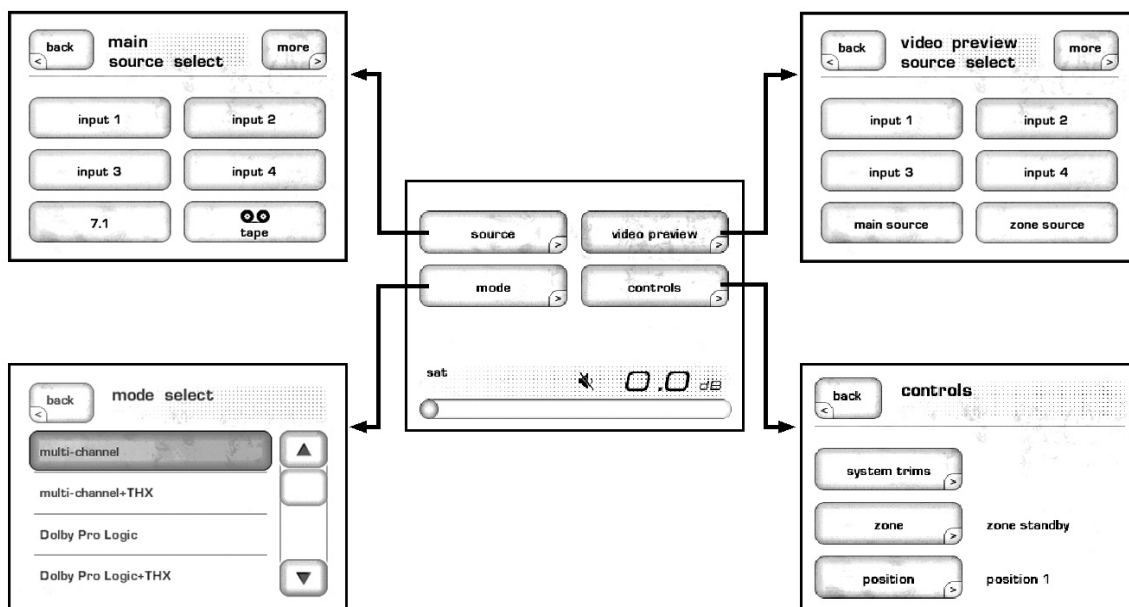 back
<
main
source select
more
>
input 1
input 2
input 3
input 4
7.1
tape
back
<
video preview
source select
more
>
input 1
input 2
input 3
input 4
main source
zone source
source
>
video preview
>
mode
>
controls
>
sat
0.0 dB
back
<
mode select
multi-channel
multi-channel+THX
Dolby Pro Logic
Dolby Pro Logic+THX
back
<
controls
system trims
>
zone
>
zone standby
position
>
position 1